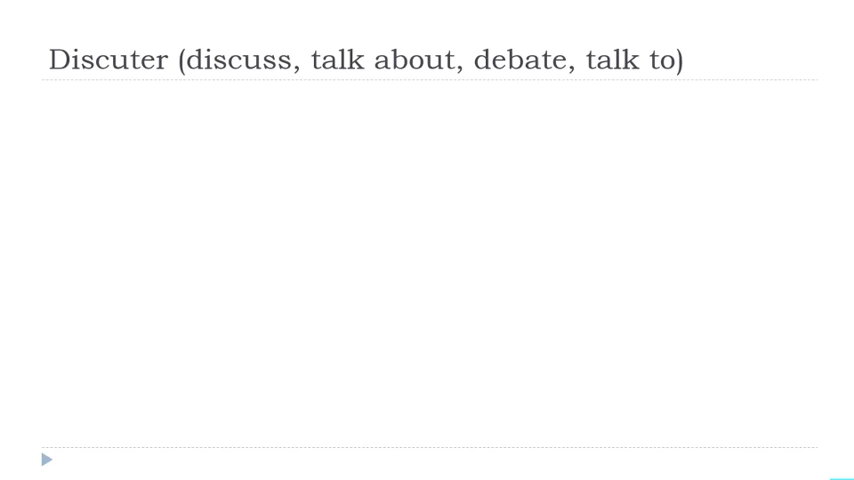 Discuter (discuss, talk about, debate, talk to)